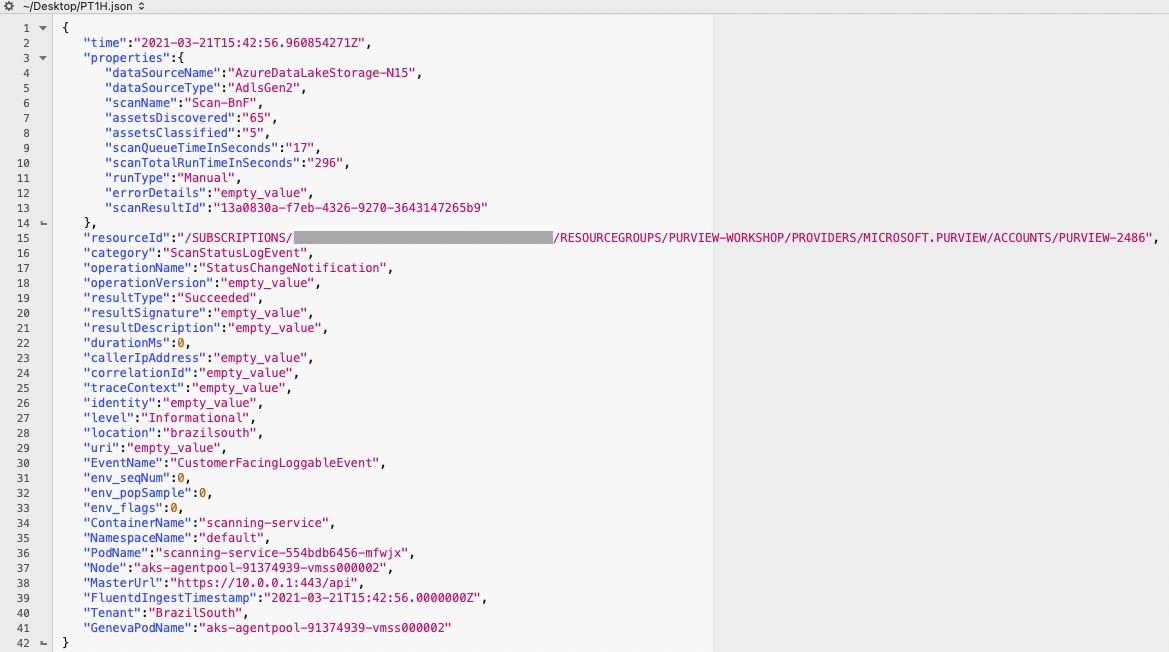 ~/Desktop/PT1H.json
1 {
2 "time":"2021-03-21T15:42:56.960854271Z",
3 "properties":{
4 "dataSourceName":"AzureDataLakeStorage-N15",
5 "dataSourceType":"AdlsGen2",
6 "scanName":"Scan-BnF",
7 "assetsDiscovered":"65",
8 "assetsClassified":"5",
9 "scanQueueTimeInSeconds":"17",
10 "scanTotalRunTimeInSeconds":"296",
11 "runType":"Manual",
12 "errorDetails":"empty_value",
13 "scanResultId":"13a0830a-f7eb-4326-9270-3643147265b9"
14 },
15 "resourceId":"/SUBSCRIPTIONS/ /RESOURCEGROUPS/PURVIEW-WORKSHOP/PROVIDERS/MICROSOFT.PURVIEW/ACCOUNTS/PURVIEW-2486",
16 "category":"ScanStatusLogEvent",
17 "operationName":"StatusChangeNotification",
18 "operationVersion":"empty_value",
19 "resultType":"Succeeded",
20 "resultSignature":"empty_value",
21 "resultDescription":"empty_value",
22 "durationMs":0,
23 "callerIpAddress":"empty_value",
24 "correlationId":"empty_value",
25 "traceContext":"empty_value",
26 "identity":"empty_value",
27 "level":"Informational",
28 "location":"brazilsouth",
29 "uri":"empty_value",
30 "EventName":"CustomerFacingLoggableEvent",
31 "env_seqNum":0,
32 "env_popSample":0,
33 "env_flags":0,
34 "ContainerName":"scanning-service",
35 "NamespaceName":"default",
36 "PodName":"scanning-service-554bdb6456-mfwjx",
37 "Node":"aks-agentpool-91374939-vmss000002",
38 "MasterUrl":"https://10.0.0.1:443/api",
39 "FluentdIngestTimestamp":"2021-03-21T15:42:56.0000000Z",
40 "Tenant":"BrazilSouth",
41 "GenevaPodName":"aks-agentpool-91374939-vmss000002"
42 }